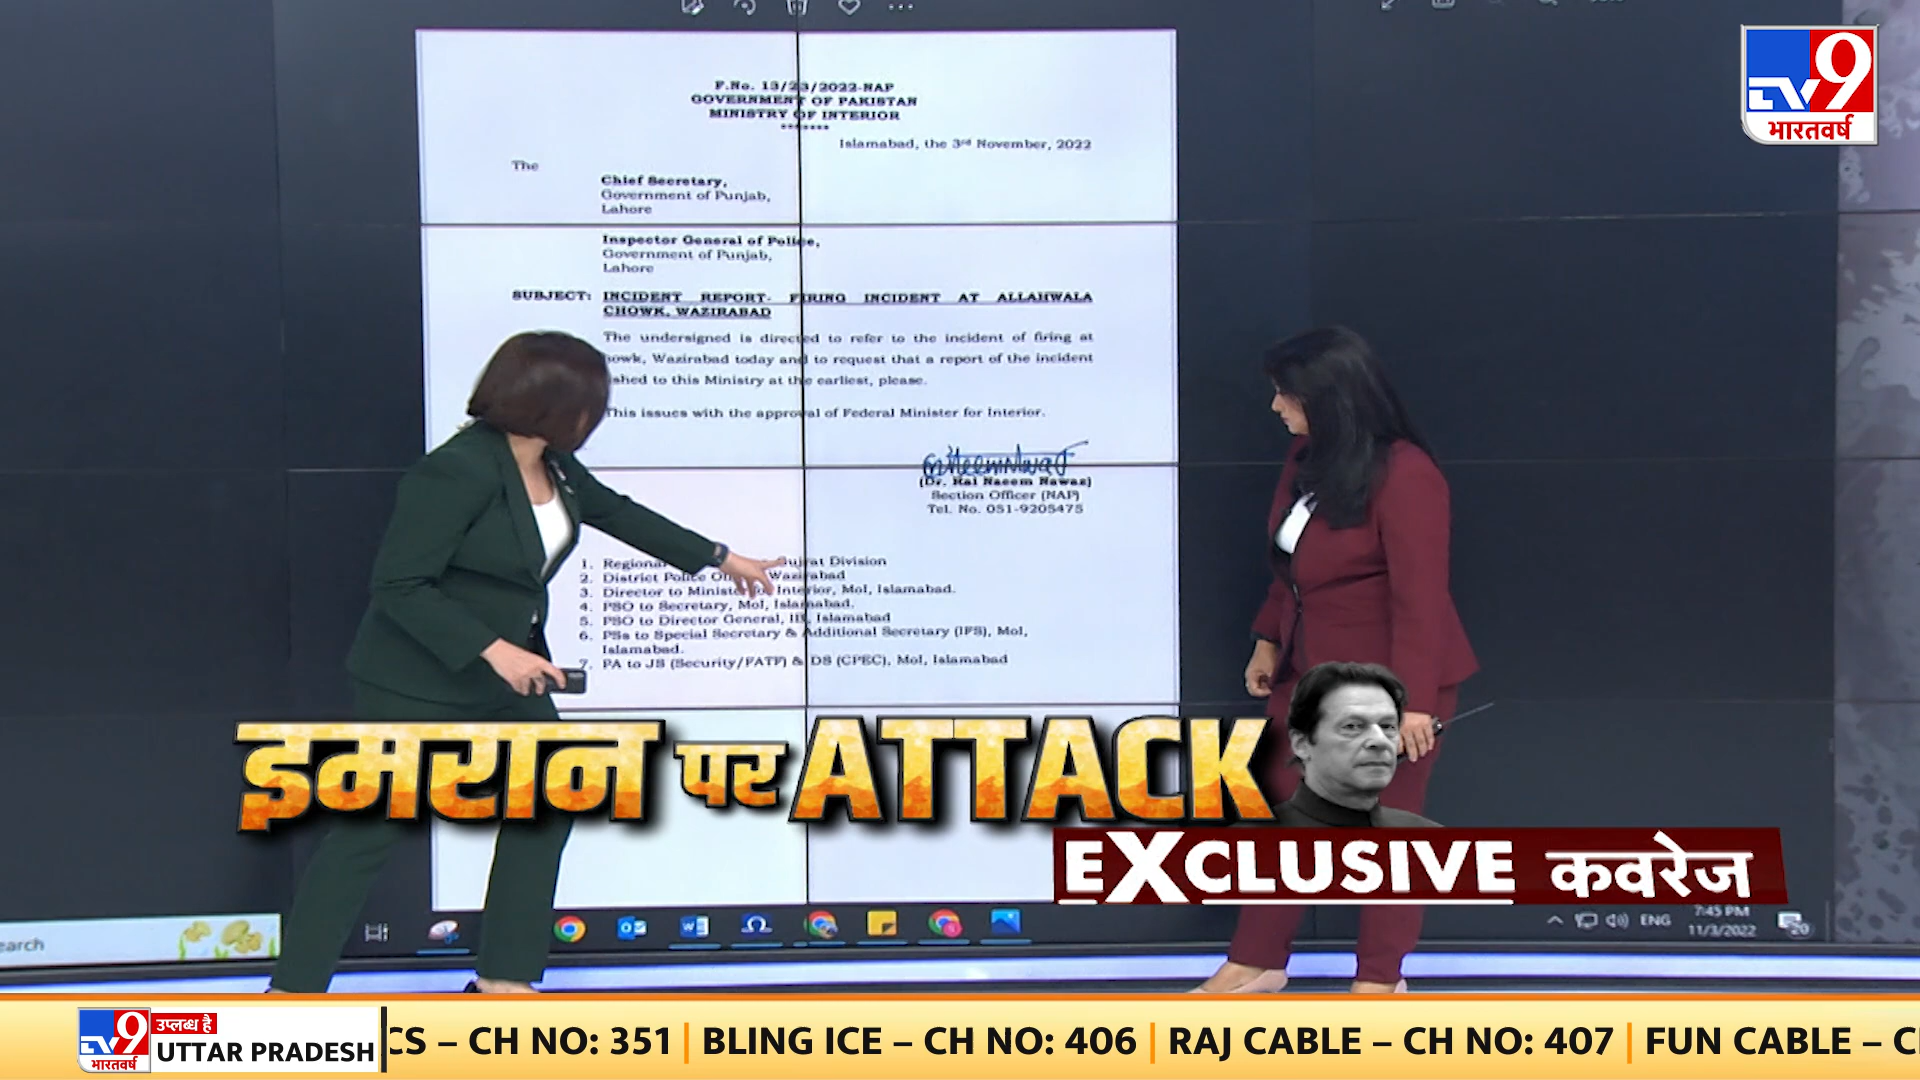 F.No. 13/23/2022-NAP
GOVERNMENT OF PAKISTAN
MINISTRY OF INTERIOR
*******
Islamabad, the 3rd November, 2022
The
Chief Secretary,
Government of Punjab,
Lahore
Inspector General of Police,
Government of Punjab,
Lahore
SUBJECT: INCIDENT REPORT- FIRING INCIDENT AT ALLAHWALA
CHOWK, WAZIRABAD
The undersigned is directed to refer to the incident of firing at
howk, Wazirabad today and to request that a report of the incident
shed to this Ministry at the earliest, please.
This issues with the approval of Federal Minister for Interior.
(Dr. Rai Naeem Nawaz)
Section Officer (NAP)
Tel. No. 051-9205475
1. Regional Gujrat Division
2. District Police Wazirabad
3. Director to Minister Interior, MoI, Islamabad.
4. PSO to Secretary, MoI, Islamabad.
5. PSO to Director General, Islamabad
6. PSs to Special Secretary & Additional Secretary (IFS), MoI,
Islamabad.
7. PA to JS (Security/FATF) & DS (CPEC), MoI, Islamabad
TV9
भारतवर्ष
इमरान पर ATTACK
EXCLUSIVE कवरेज
earch
ENG
7:45 PM
11/3/2022
20
TV9
भारतवर्ष
उप्लब्ध है
UTTAR PRADESH
CS – CH NO: 351 | BLING ICE – CH NO: 406 | RAJ CABLE – CH NO: 407 | FUN CABLE – C